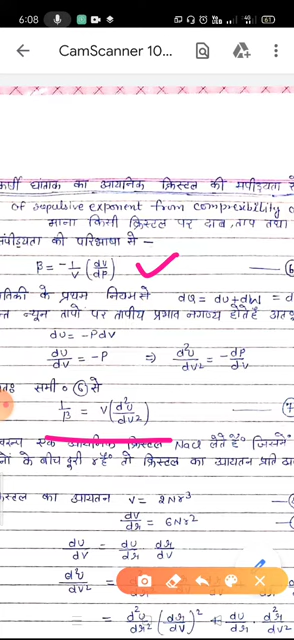 6:08
CamScanner 10...
कर्षी घातांक का आयनिक क्रिस्टल की संपीड्यता से
of repulsive exponent from compressibility o
माना किसी क्रिस्टल पर दाब, ताप तथा
संपीड्यता की परिभाषा से —
β = -1/V (dV/dP) — (6
गतिकी के प्रथम नियम से dQ = dU + dW = d
न्त न्यून तापो पर तापीय प्रभाव नगण्य होते हैं अतः
dU = -PdV
dU/dV = -P ⇒ d²U/dV² = -dP/dV
अतः समी० ⑥ से
1/β = V(d²U/dV²) — (7
स्वरूप एक आयनिक क्रिस्टल NaCl लेते हैं जिसमें
नों के बीच दूरी r है तो क्रिस्टल का आयतन प्रति
क्रिस्टल का आयतन V = 2Nr³
dV/dr = 6Nr²
dU/dV = dU/dr dr/dV
d²U/dV² =
= d²U/dr² (dr/dV)² + dU/dr . d²r/dV²